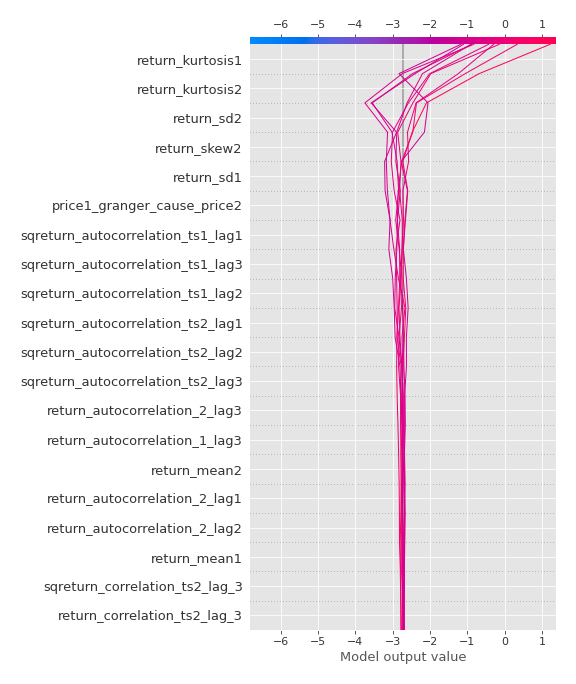 −6 −5 −4 −3 −2 −1 0 1
return_kurtosis1
return_kurtosis2
return_sd2
return_skew2
return_sd1
price1_granger_cause_price2
sqreturn_autocorrelation_ts1_lag1
sqreturn_autocorrelation_ts1_lag3
sqreturn_autocorrelation_ts1_lag2
sqreturn_autocorrelation_ts2_lag1
sqreturn_autocorrelation_ts2_lag2
sqreturn_autocorrelation_ts2_lag3
return_autocorrelation_2_lag3
return_autocorrelation_1_lag3
return_mean2
return_autocorrelation_2_lag1
return_autocorrelation_2_lag2
return_mean1
sqreturn_correlation_ts2_lag_3
return_correlation_ts2_lag_3
−6 −5 −4 −3 −2 −1 0 1
Model output value